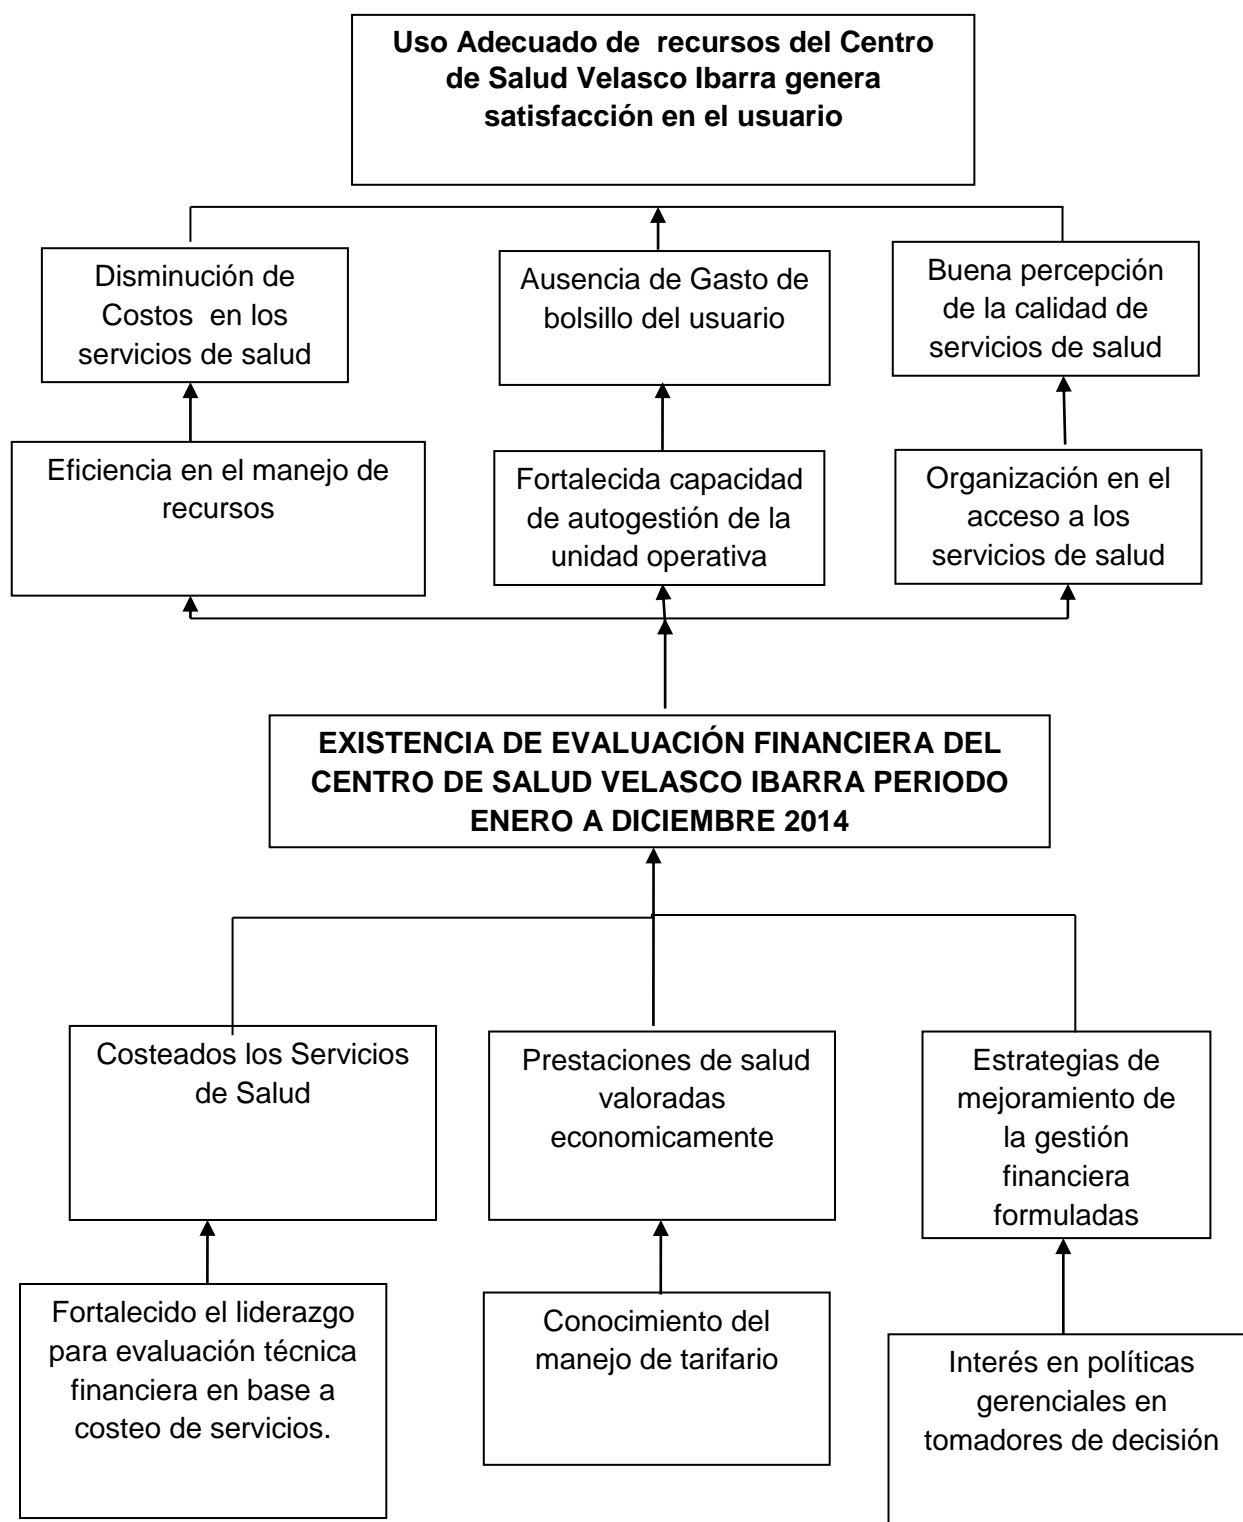 Uso Adecuado de recursos del Centro
de Salud Velasco Ibarra genera
satisfacción en el usuario
Disminución de
Costos en los
servicios de salud
Ausencia de Gasto de
bolsillo del usuario
Buena percepción
de la calidad de
servicios de salud
Eficiencia en el manejo de
recursos
Fortalecida capacidad
de autogestión de la
unidad operativa
Organización en el
acceso a los
servicios de salud
EXISTENCIA DE EVALUACIÓN FINANCIERA DEL
CENTRO DE SALUD VELASCO IBARRA PERIODO
ENERO A DICIEMBRE 2014
Costeados los Servicios
de Salud
Prestaciones de salud
valoradas
economicamente
Estrategias de
mejoramiento de
la gestión
financiera
formuladas
Fortalecido el liderazgo
para evaluación técnica
financiera en base a
costeo de servicios.
Conocimiento del
manejo de tarifario
Interés en políticas
gerenciales en
tomadores de decisión